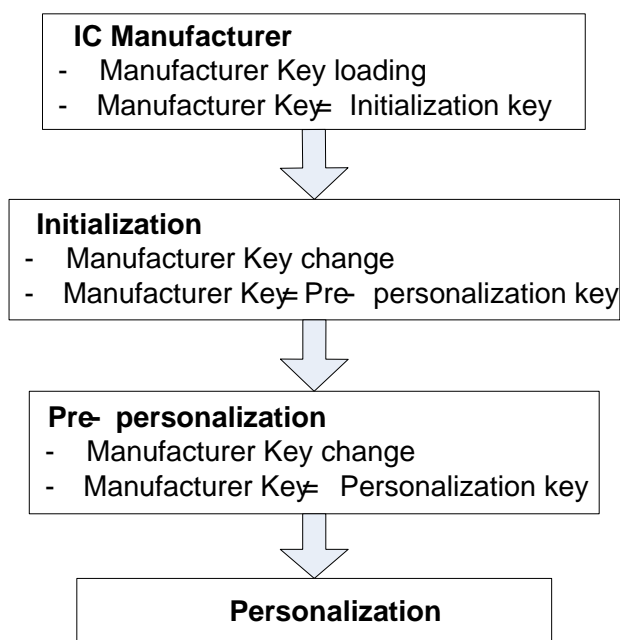 IC Manufacturer
- Manufacturer Key loading
- Manufacturer Key= Initialization key
Initialization
- Manufacturer Key change
- Manufacturer Key= Pre- personalization key
Pre- personalization
- Manufacturer Key change
- Manufacturer Key= Personalization key
Personalization